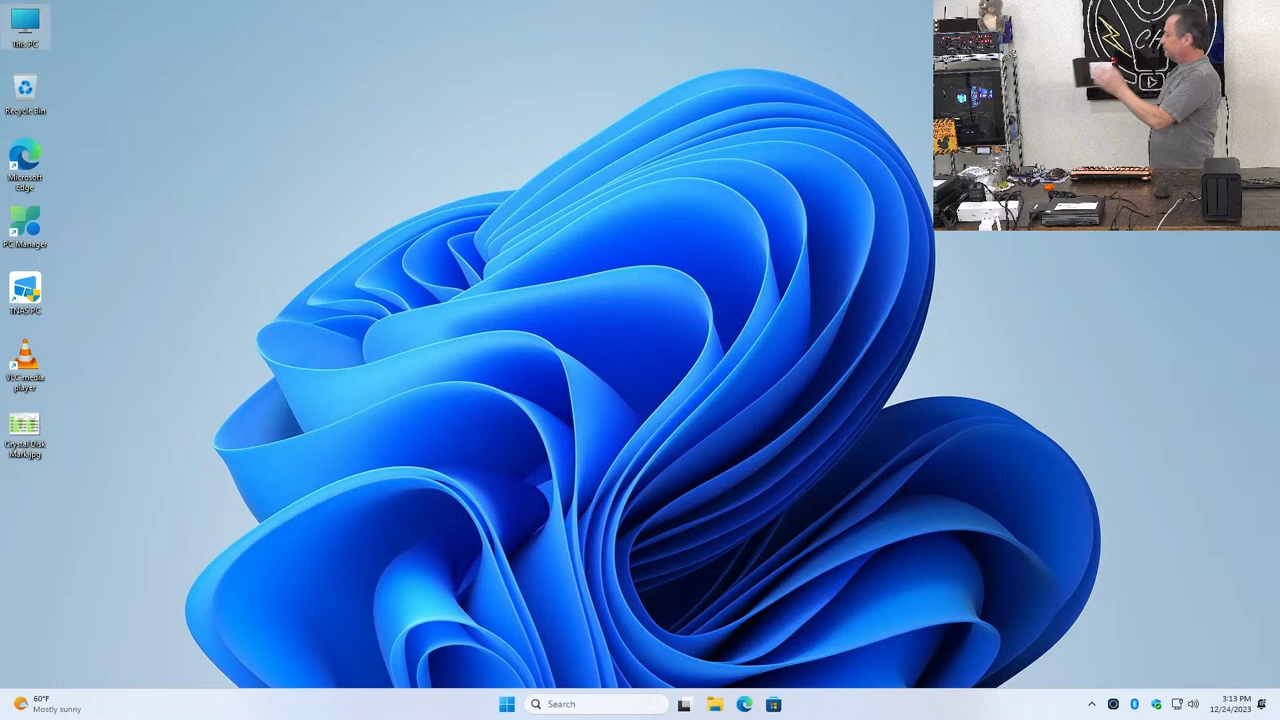 This PC
Recycle Bin
Microsoft
Edge
PC Manager
TNAS PC
VLC media
player
Crystal Disk
Mark.jpg
CH
60°F
Mostly sunny
Search
3:13 PM
12/24/2023